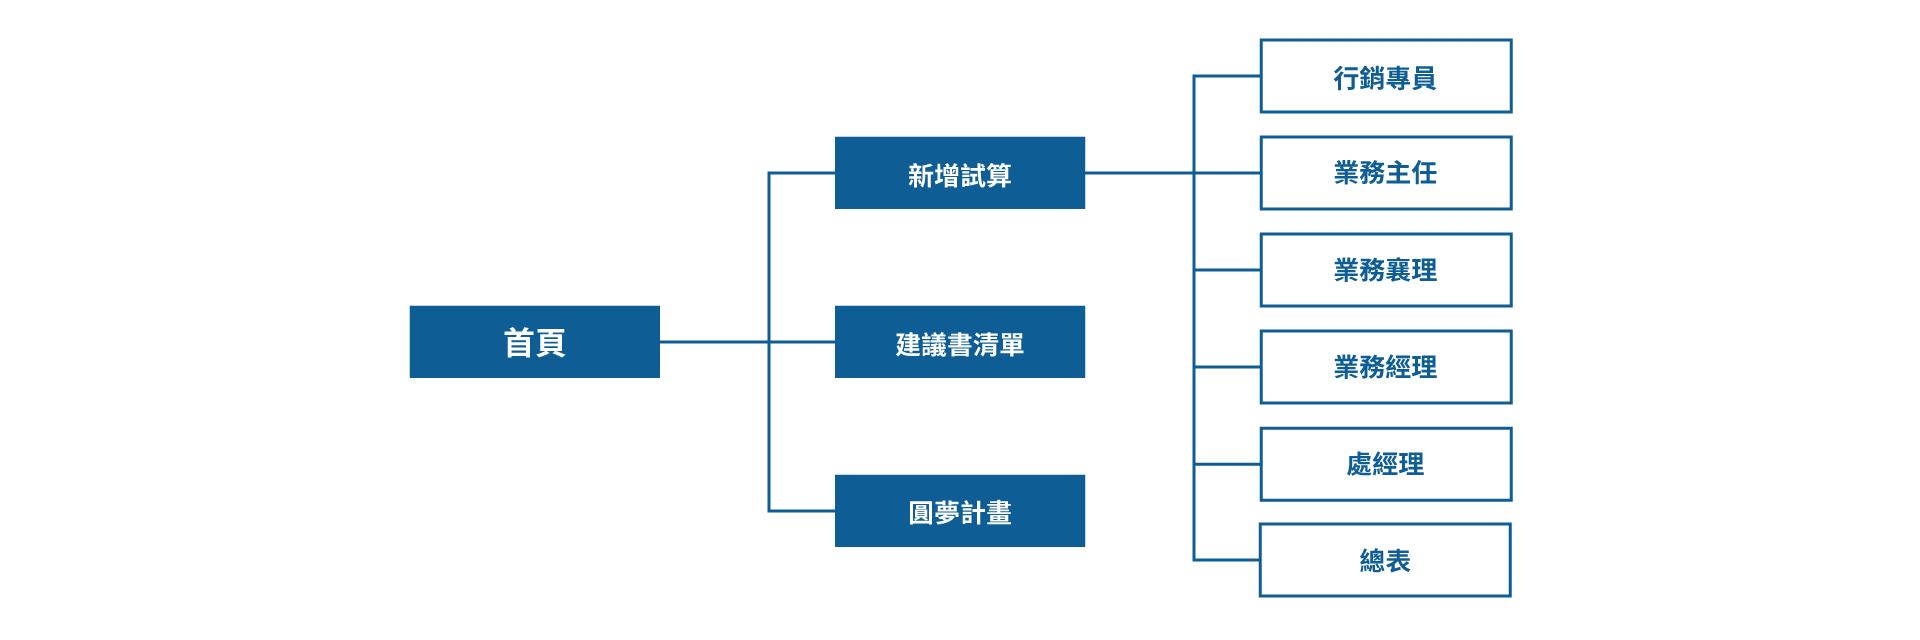 首頁
新增試算
建議書清單
圓夢計畫
行銷專員
業務主任
業務襄理
業務經理
處經理
總表